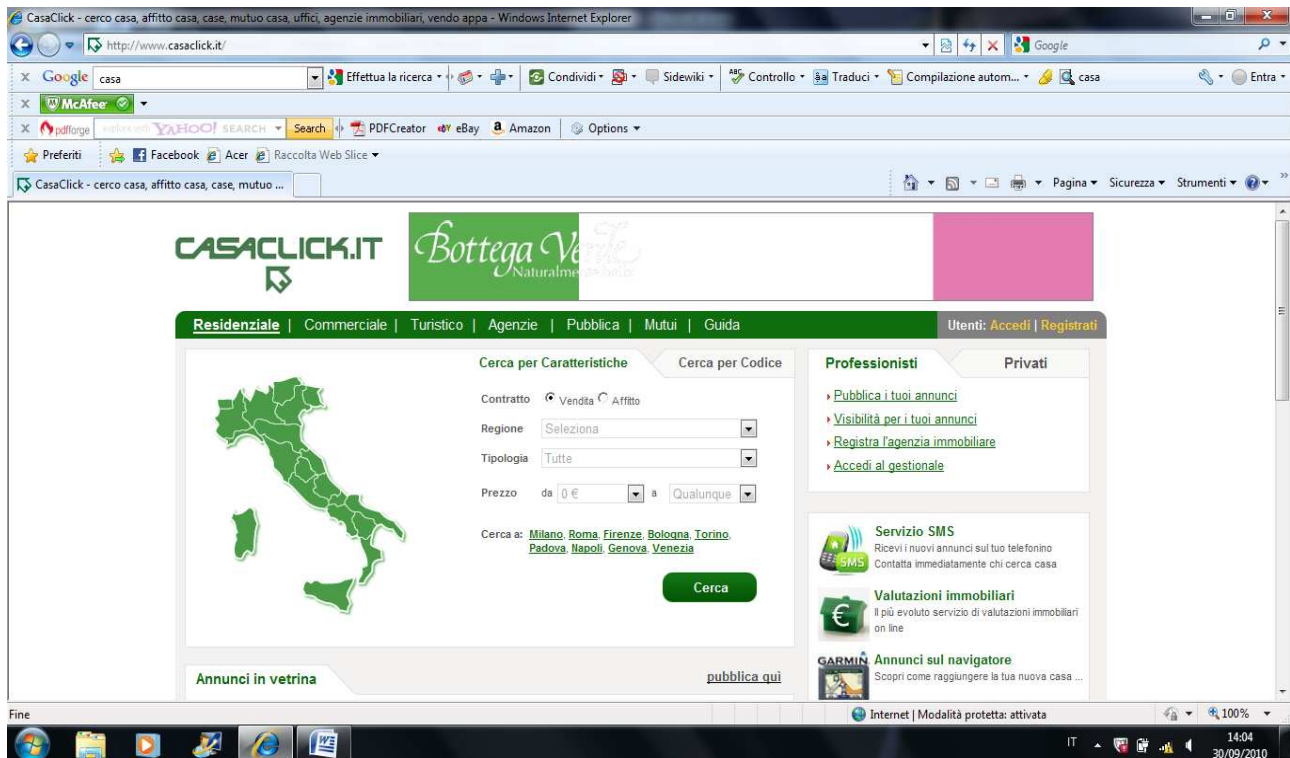 CasaClick - cerco casa, affitto casa, case, mutuo casa, uffici, agenzie immobiliari, vendo appa - Windows Internet Explorer
http://www.casaclick.it/
Google
Google casa Effettua la ricerca Condividi Sidewiki Controllo Traduci Compilazione autom... casa Entra
McAfee
pdfforge YAHOO! SEARCH Search PDFCreator eBay Amazon Options
Preferiti Facebook Acer Raccolta Web Slice
CasaClick - cerco casa, affitto casa, case, mutuo ... Pagina Sicurezza Strumenti
CASACLICK.IT
Bottega Verde
Residenziale | Commerciale | Turistico | Agenzie | Pubblica | Mutui | Guida
Utenti: Accedi | Registrati
Cerca per Caratteristiche Cerca per Codice
Contratto Vendita Affitto
Regione Seleziona
Tipologia Tutte
Prezzo da 0 € a Qualunque
Cerca a: Milano, Roma, Firenze, Bologna, Torino,
Padova, Napoli, Genova, Venezia
Cerca
Professionisti Privati
Pubblica i tuoi annunci
Visibilità per i tuoi annunci
Registra l'agenzia immobiliare
Accedi al gestionale
SMS
Servizio SMS
Ricevi i nuovi annunci sul tuo telefonino
Contatta immediatamente chi cerca casa
Valutazioni immobiliari
Il più evoluto servizio di valutazioni immobiliari
on line
GARMIN
Annunci sul navigatore
Scopri come raggiungere la tua nuova casa ...
Annunci in vetrina pubblica qui
Fine Internet | Modalità protetta: attivata 100%
IT
14:04
30/09/2010